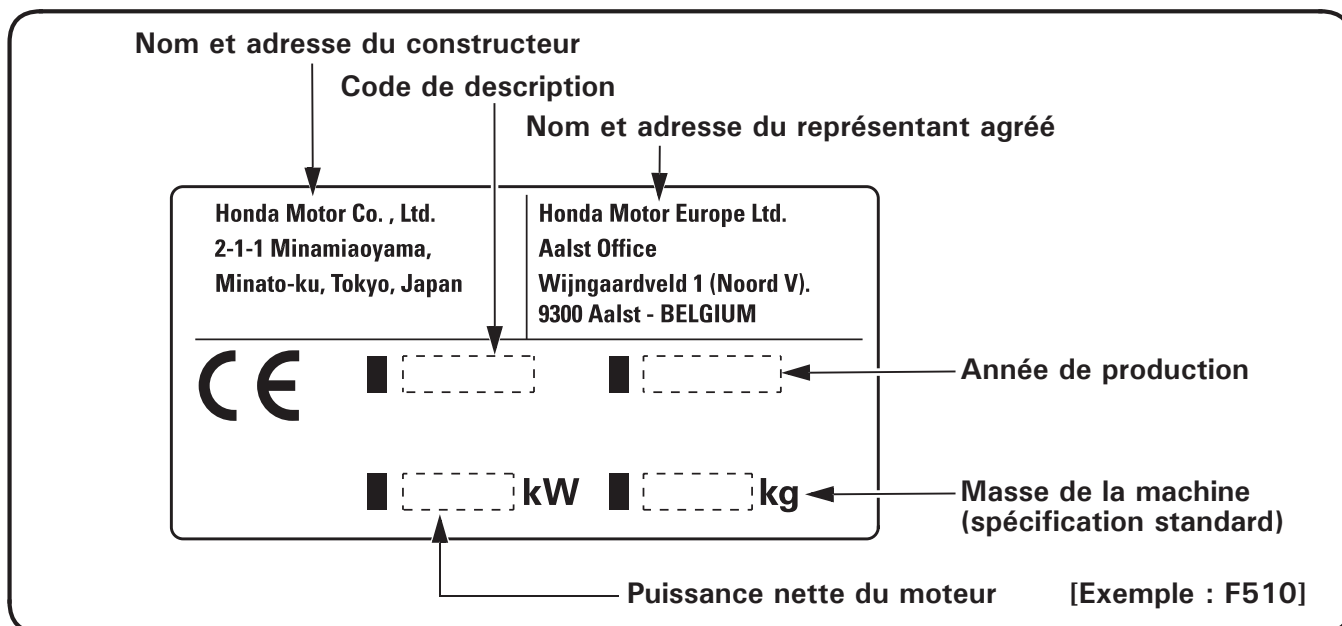 Nom et adresse du constructeur
Code de description
Nom et adresse du représentant agréé
Honda Motor Co. , Ltd.
2-1-1 Minamiaoyama,
Minato-ku, Tokyo, Japan
Honda Motor Europe Ltd.
Aalst Office
Wijngaardveld 1 (Noord V).
9300 Aalst - BELGIUM
CE
Année de production
kW
kg
Masse de la machine
(spécification standard)
Puissance nette du moteur
[Exemple : F510]